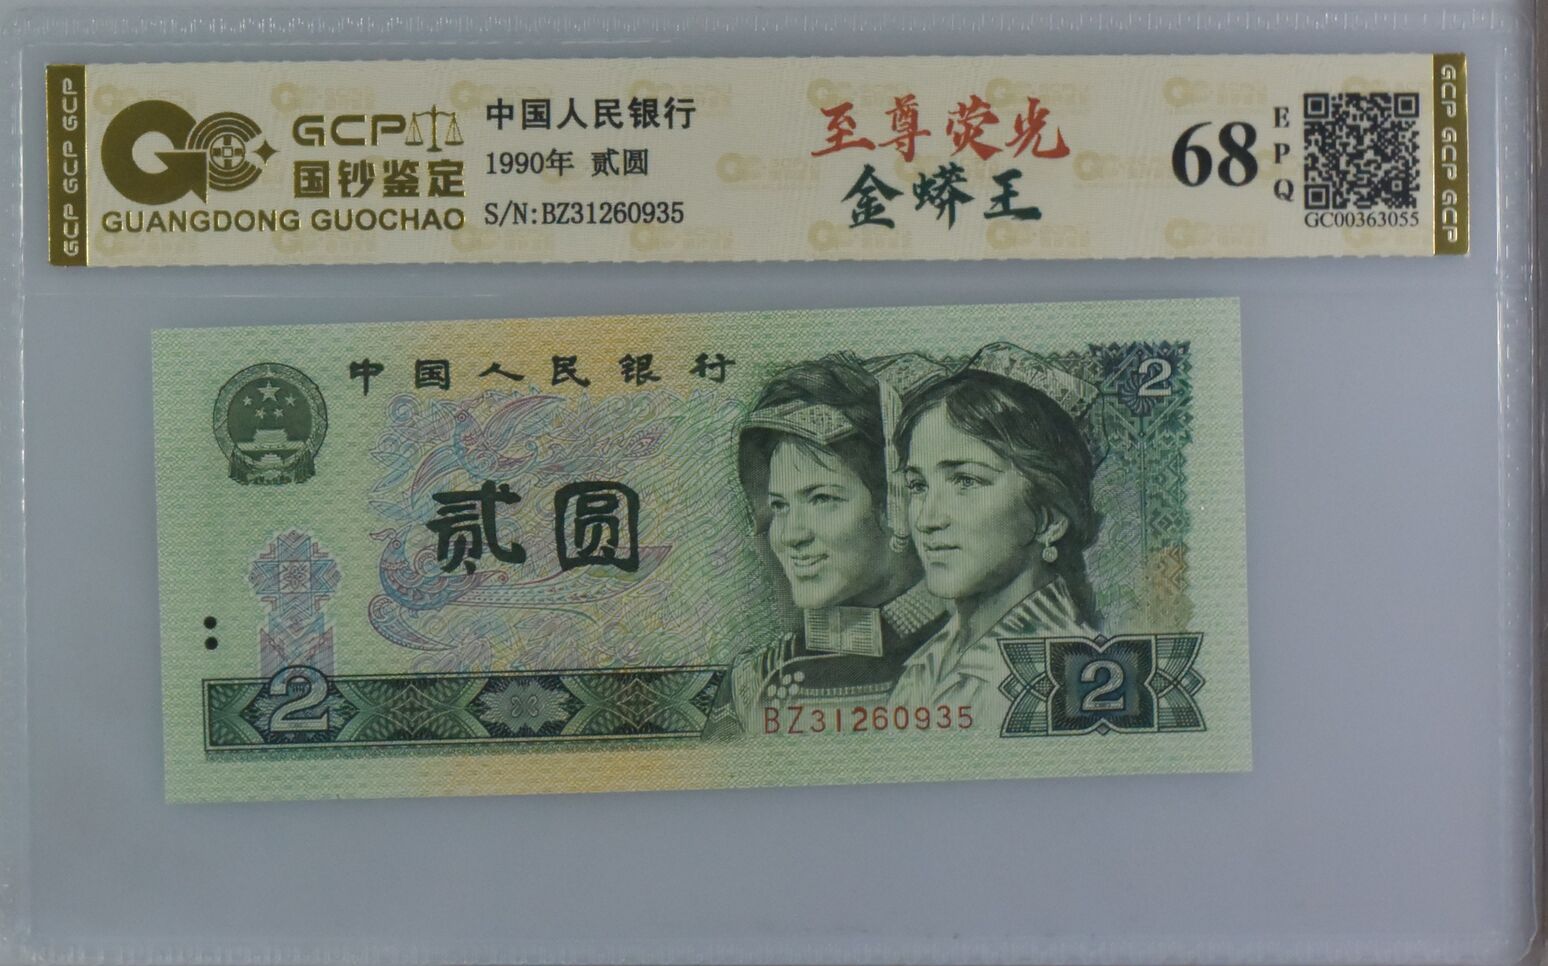 GCP GCP GCP
GCP
国钞鉴定
GUANGDONG GUOCHAO
中国人民银行
1990年 贰圆
S/N:BZ31260935
至尊荧光
金蟒王
68
EPQ
GC00363055
GCP GCP GCP
中国人民银行
2
贰圆
2
BZ31260935
2